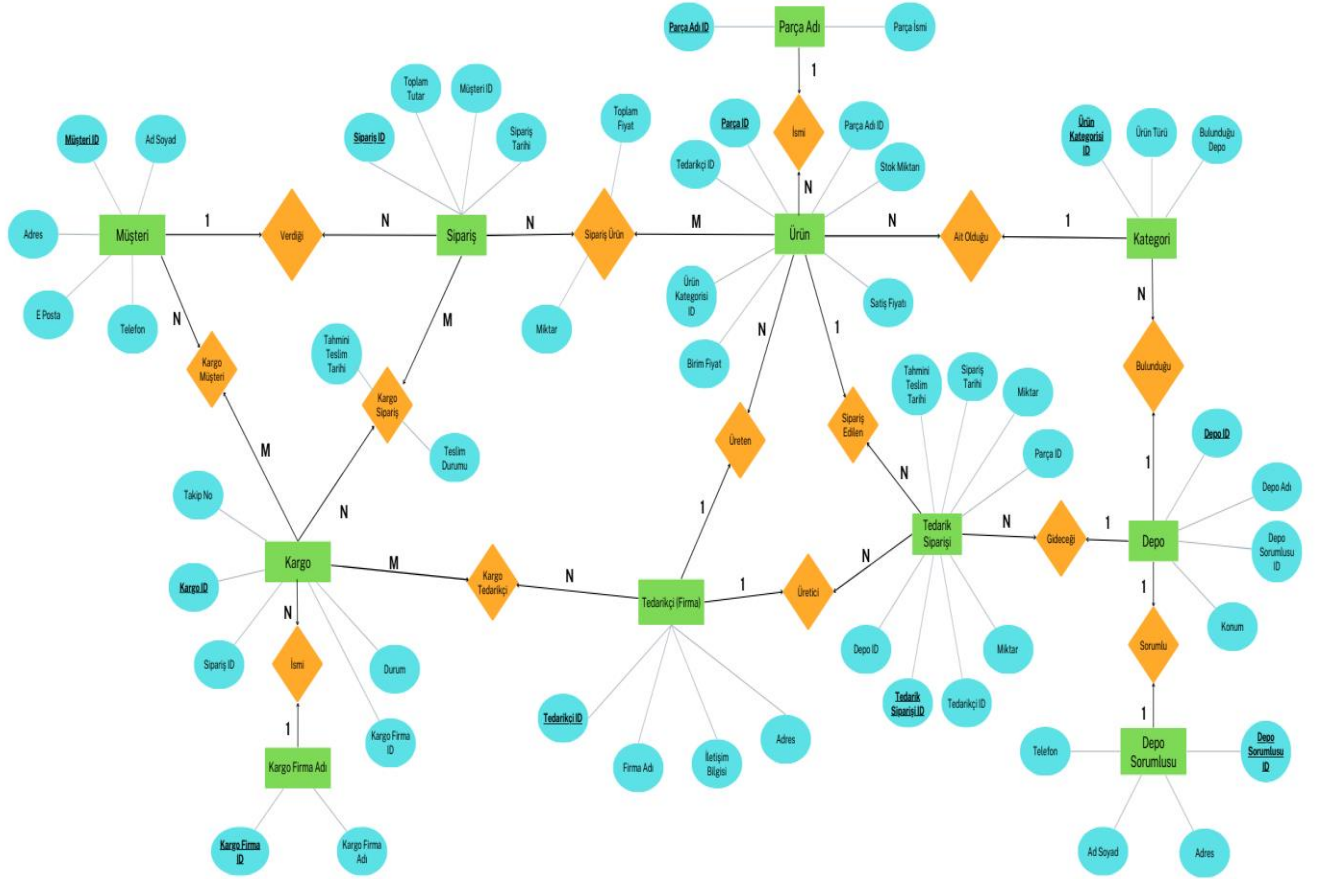 Parça Adı ID
Parça Adı
Parça İsmi
1
İsmi
N
Müşteri ID
Ad Soyad
Adres
Müşteri
E Posta
Telefon
1
Verdiği
N
Sipariş ID
Toplam
Tutar
Müşteri ID
Sipariş
Tarihi
Sipariş
N
Toplam
Fiyat
Sipariş Ürün
Miktar
M
Parça ID
Parça Adı ID
Tedarikçi ID
Stok Miktarı
Ürün
Ürün
Kategorisi
ID
Birim Fiyat
Satış Fiyatı
N
Ait Olduğu
1
Ürün
Kategorisi
ID
Ürün Türü
Bulunduğu
Depo
Kategori
N
Kargo
Müşteri
M
M
Tahmini
Teslim
Tarihi
Kargo
Sipariş
Teslim
Durumu
N
N
Üreten
1
1
Sipariş
Edilen
N
N
Bulunduğu
1
Tahmini
Teslim
Tarihi
Sipariş
Tarihi
Miktar
Parça ID
Tedarik
Siparişi
Depo ID
Tedarik
Siparişi ID
Tedarikçi ID
Miktar
N
Gideceği
1
Depo ID
Depo Adı
Depo
Sorumlusu
ID
Depo
Konum
1
Sorumlu
1
Takip No
Kargo
Kargo ID
Sipariş ID
Durum
Kargo Firma
ID
M
Kargo
Tedarikçi
N
Tedarikçi (Firma)
1
Üretici
N
Tedarikçi ID
Firma Adı
İletişim
Bilgisi
Adres
N
İsmi
1
Kargo Firma Adı
Kargo Firma
ID
Kargo Firma
Adı
Telefon
Depo
Sorumlusu
Depo
Sorumlusu
ID
Ad Soyad
Adres